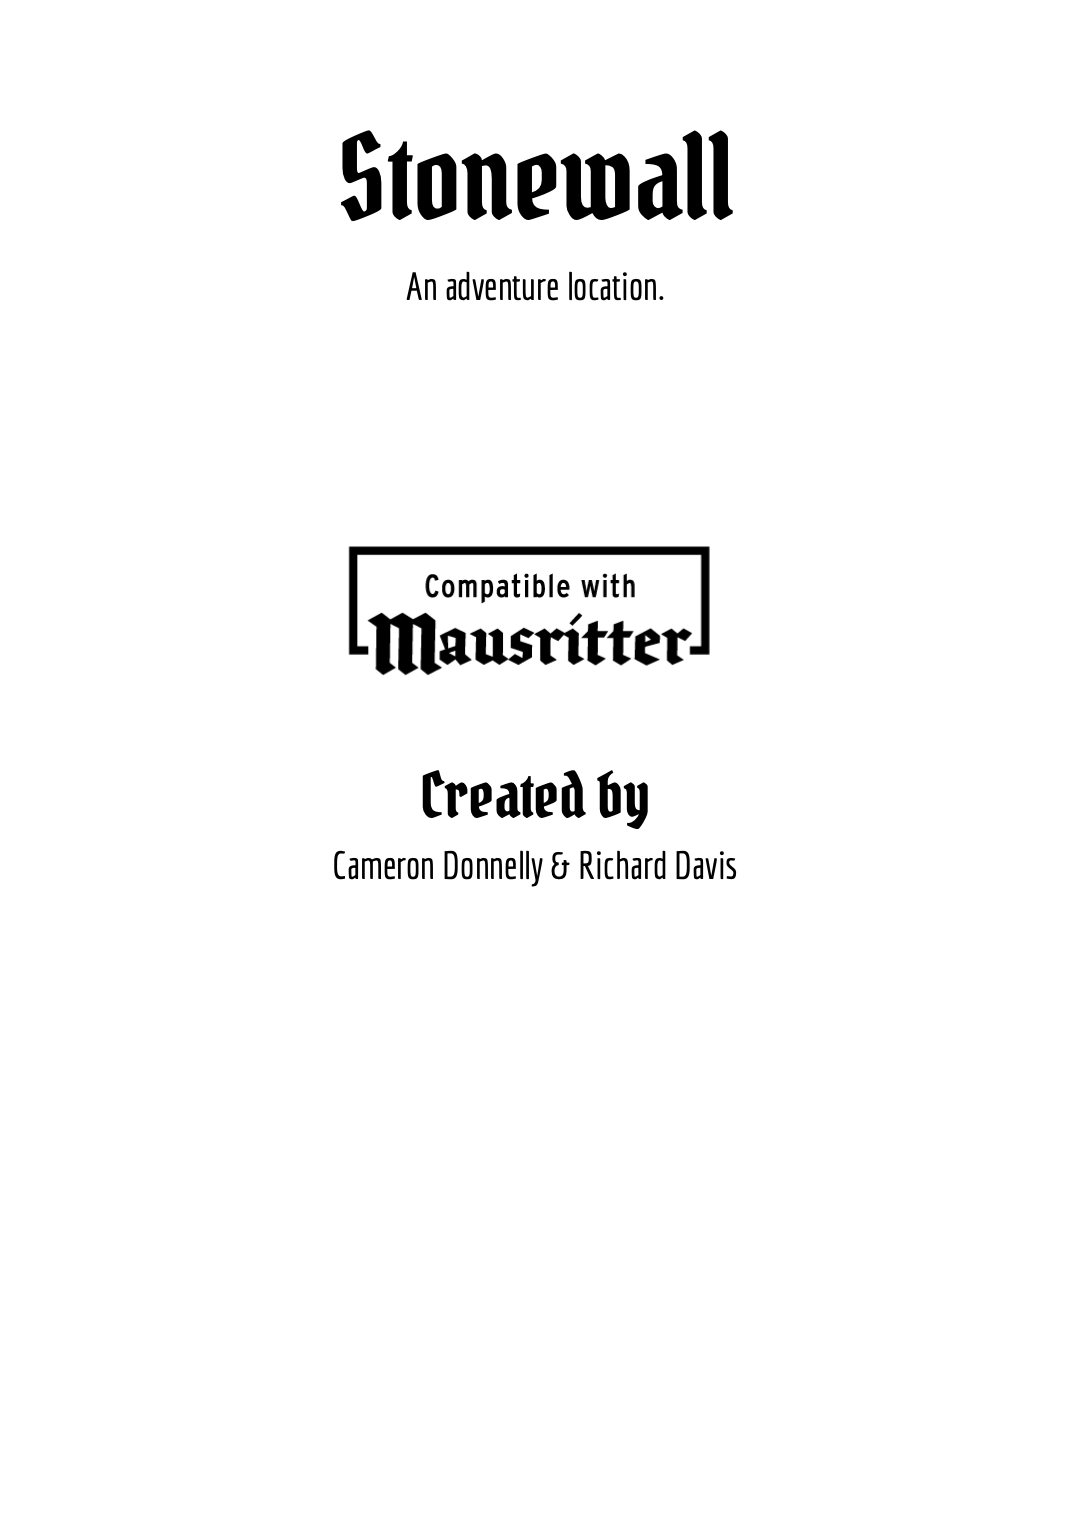 Stonewall
An adventure location.
Compatible with
Mausritter
Created by
Cameron Donnelly & Richard Davis